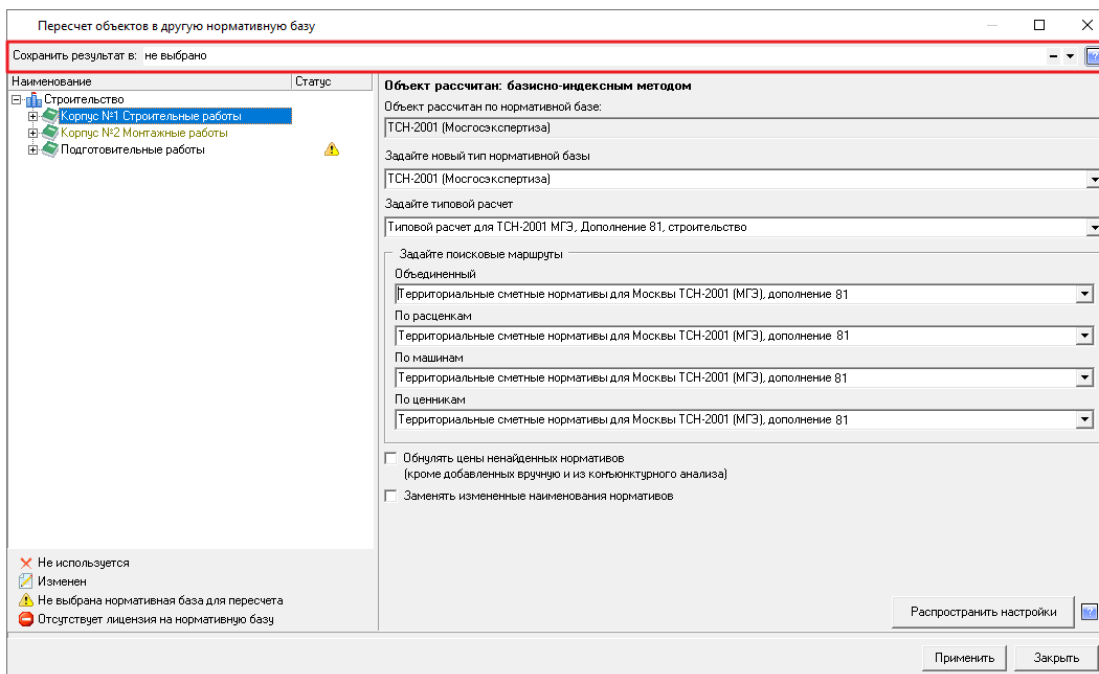 Пересчет объектов в другую нормативную базу
Сохранить результат в: не выбрано
Наименование Статус
Строительство
Корпус №1 Строительные работы
Корпус №2 Монтажные работы
Подготовительные работы
Не используется
Изменен
Не выбрана нормативная база для пересчета
Отсутствует лицензия на нормативную базу
Объект рассчитан: базисно-индексным методом
Объект рассчитан по нормативной базе:
ТСН-2001 (Мосгосэкспертиза)
Задайте новый тип нормативной базы
ТСН-2001 (Мосгосэкспертиза)
Задайте типовой расчет
Типовой расчет для ТСН-2001 МГЭ, Дополнение 81, строительство
Задайте поисковые маршруты
Объединенный
Территориальные сметные нормативы для Москвы ТСН-2001 (МГЭ), дополнение 81
По расценкам
Территориальные сметные нормативы для Москвы ТСН-2001 (МГЭ), дополнение 81
По машинам
Территориальные сметные нормативы для Москвы ТСН-2001 (МГЭ), дополнение 81
По ценникам
Территориальные сметные нормативы для Москвы ТСН-2001 (МГЭ), дополнение 81
Обнулять цены ненайденных нормативов
(кроме добавленных вручную и из конъюнктурного анализа)
Заменять измененные наименования нормативов
Распространить настройки
Применить
Закрыть